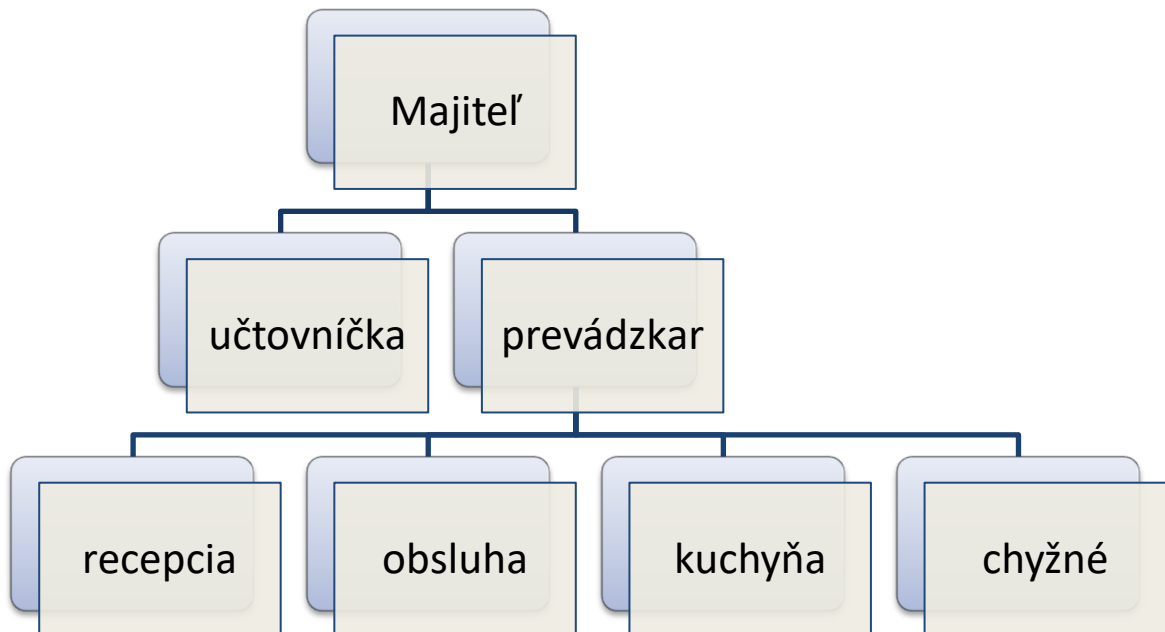 Majiteľ
učtovníčka
prevádzkar
recepcia
obsluha
kuchyňa
chyžné